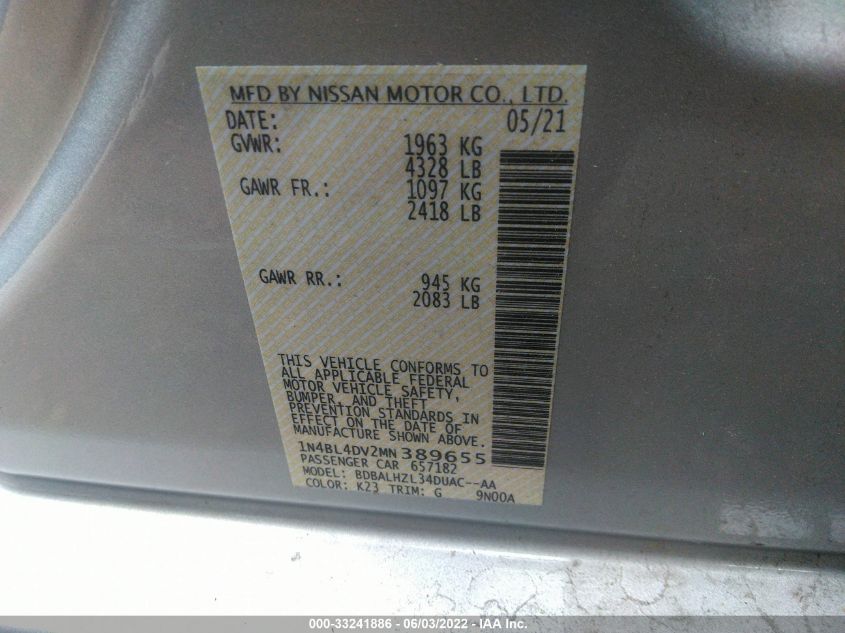 MFD BY NISSAN MOTOR CO., LTD.
DATE: 05/21
GVWR: 1963 KG
4328 LB
GAWR FR.: 1097 KG
2418 LB
GAWR RR.: 945 KG
2083 LB
THIS VEHICLE CONFORMS TO
ALL APPLICABLE FEDERAL
MOTOR VEHICLE SAFETY,
BUMPER, AND THEFT
PREVENTION STANDARDS IN
EFFECT ON THE DATE OF
MANUFACTURE SHOWN ABOVE.
1N4BL4DV2MN389655
PASSENGER CAR 657182
MODEL: BDBALHZL34DUAC--AA
COLOR: K23 TRIM: G 9N00A
000-33241886 - 06/03/2022 - IAA Inc.